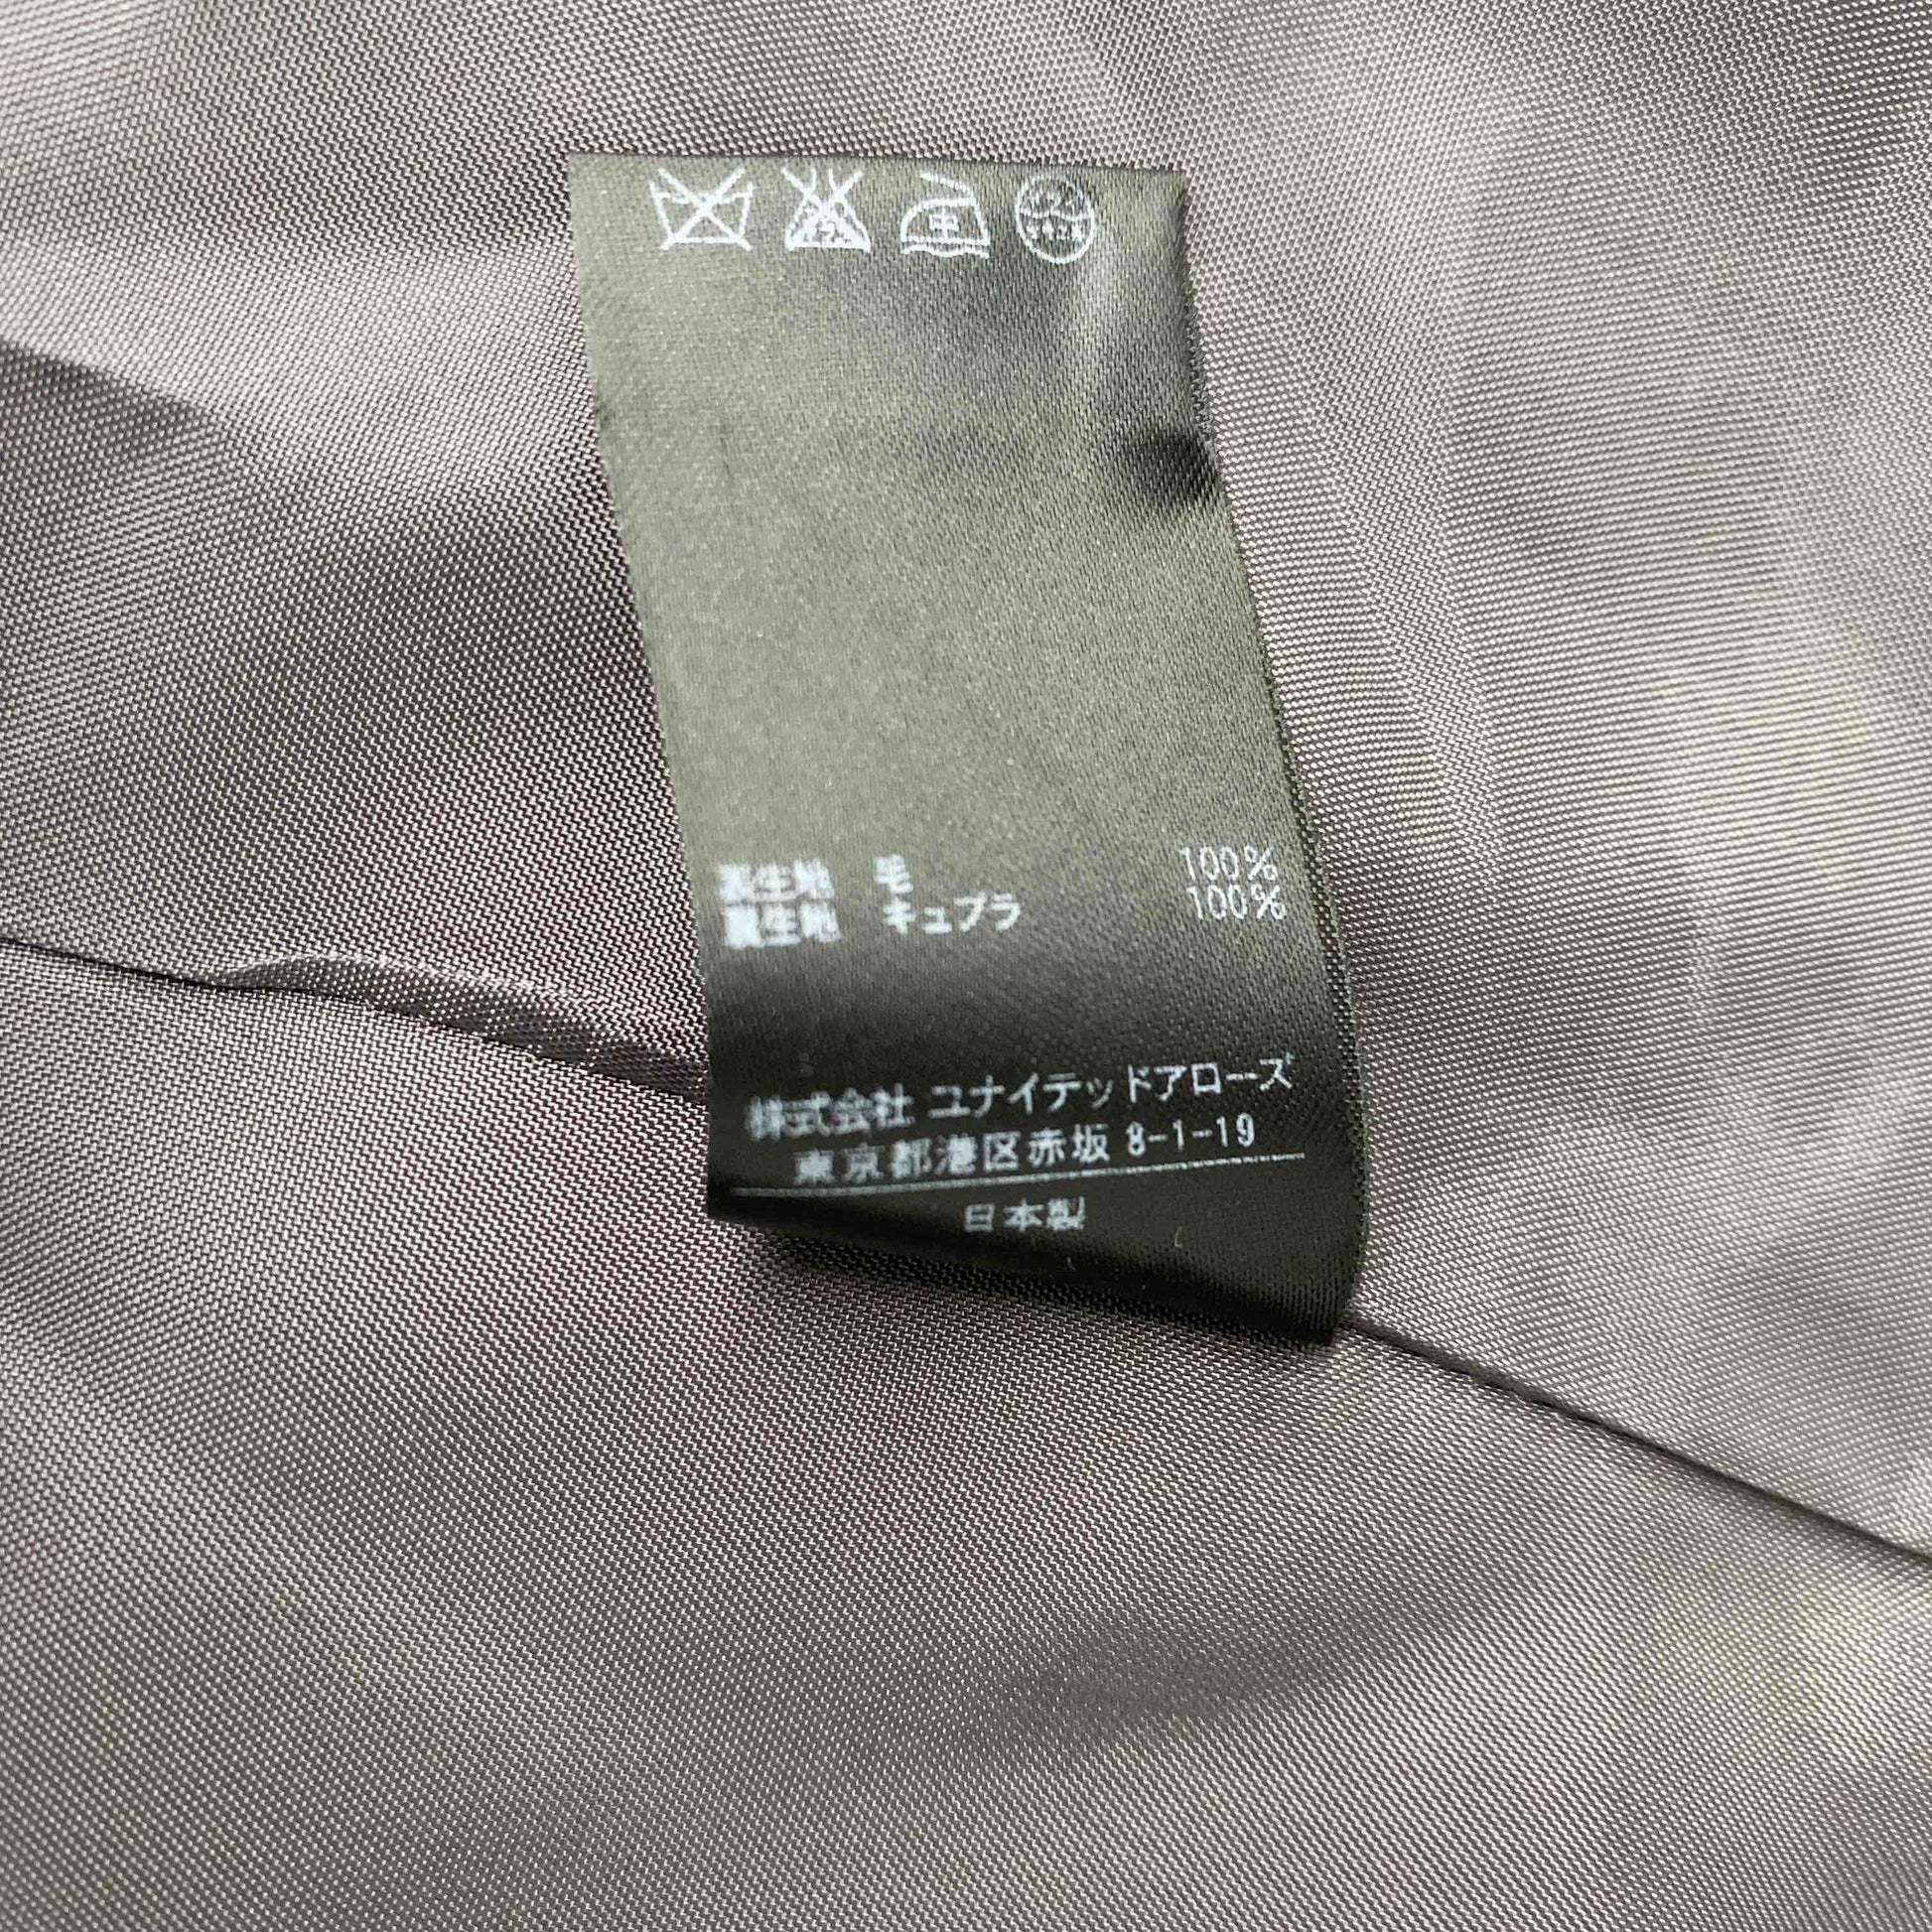 中
表生地 毛 100%
裏生地 キュプラ 100%
株式会社 ユナイテッドアローズ
東京都港区赤坂 8-1-19
日本製